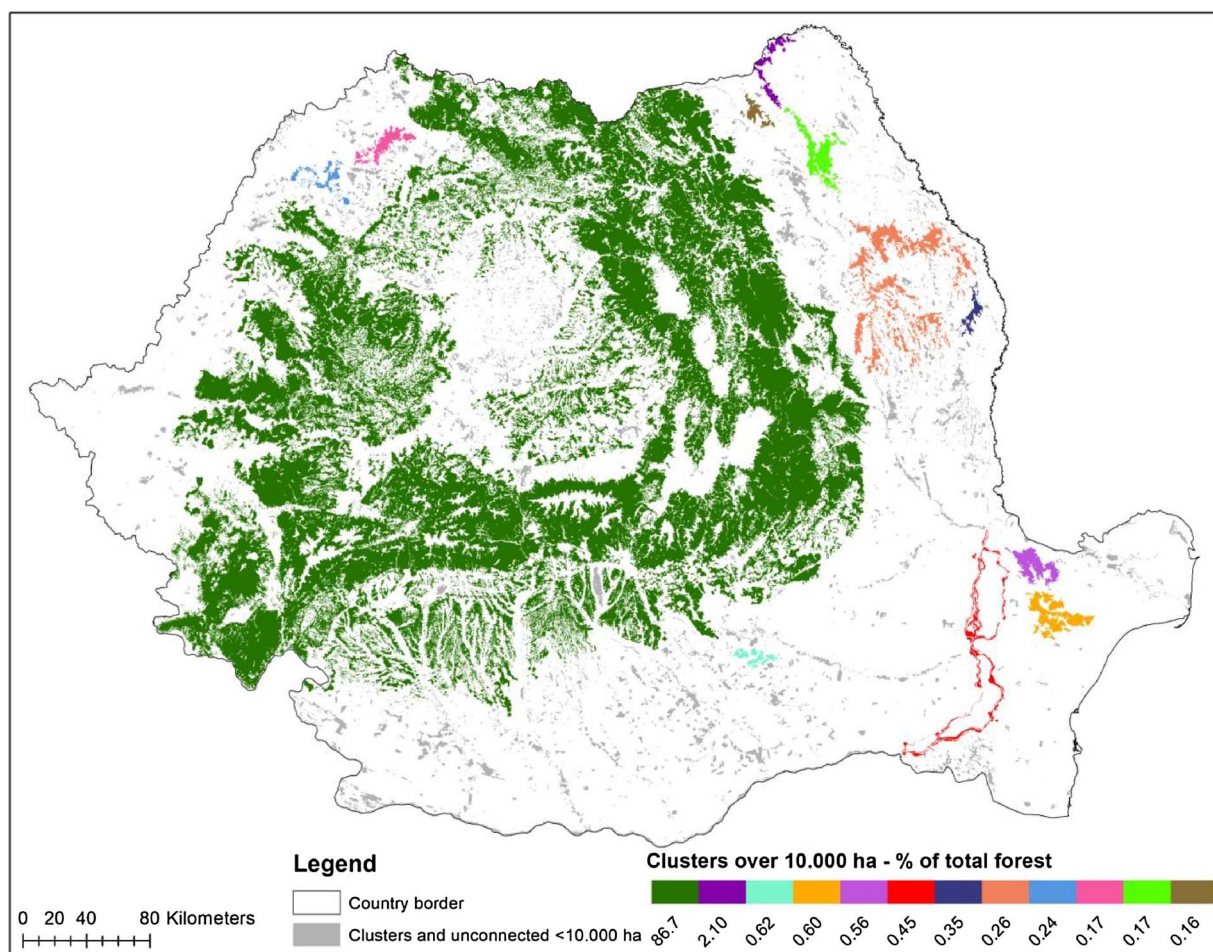 Legend
Country border
Clusters and unconnected <10.000 ha
0 20 40 80 Kilometers
Clusters over 10.000 ha - % of total forest
86.7 2.10 0.62 0.60 0.56 0.45 0.35 0.26 0.24 0.17 0.17 0.16